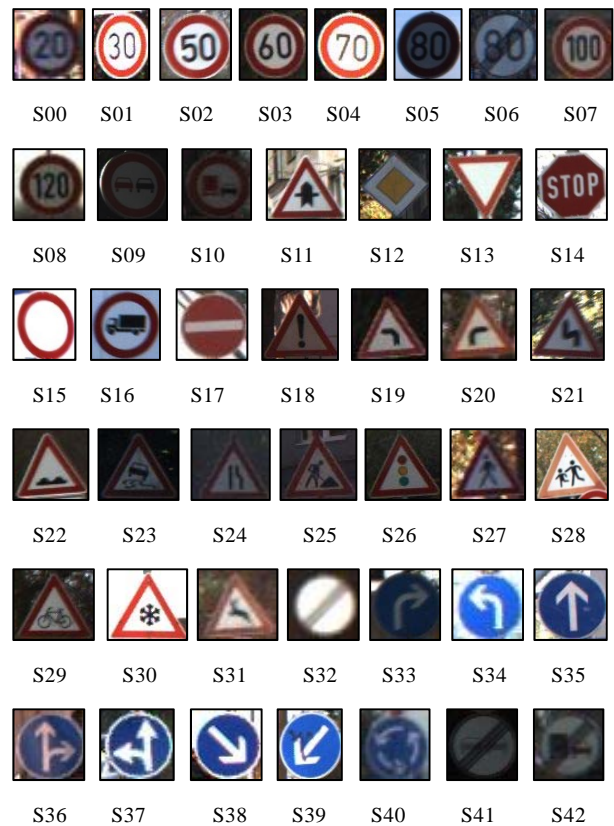 20 30 50 60 70 80 80 100
S00 S01 S02 S03 S04 S05 S06 S07
120 STOP
S08 S09 S10 S11 S12 S13 S14
S15 S16 S17 S18 S19 S20 S21
S22 S23 S24 S25 S26 S27 S28
S29 S30 S31 S32 S33 S34 S35
S36 S37 S38 S39 S40 S41 S42